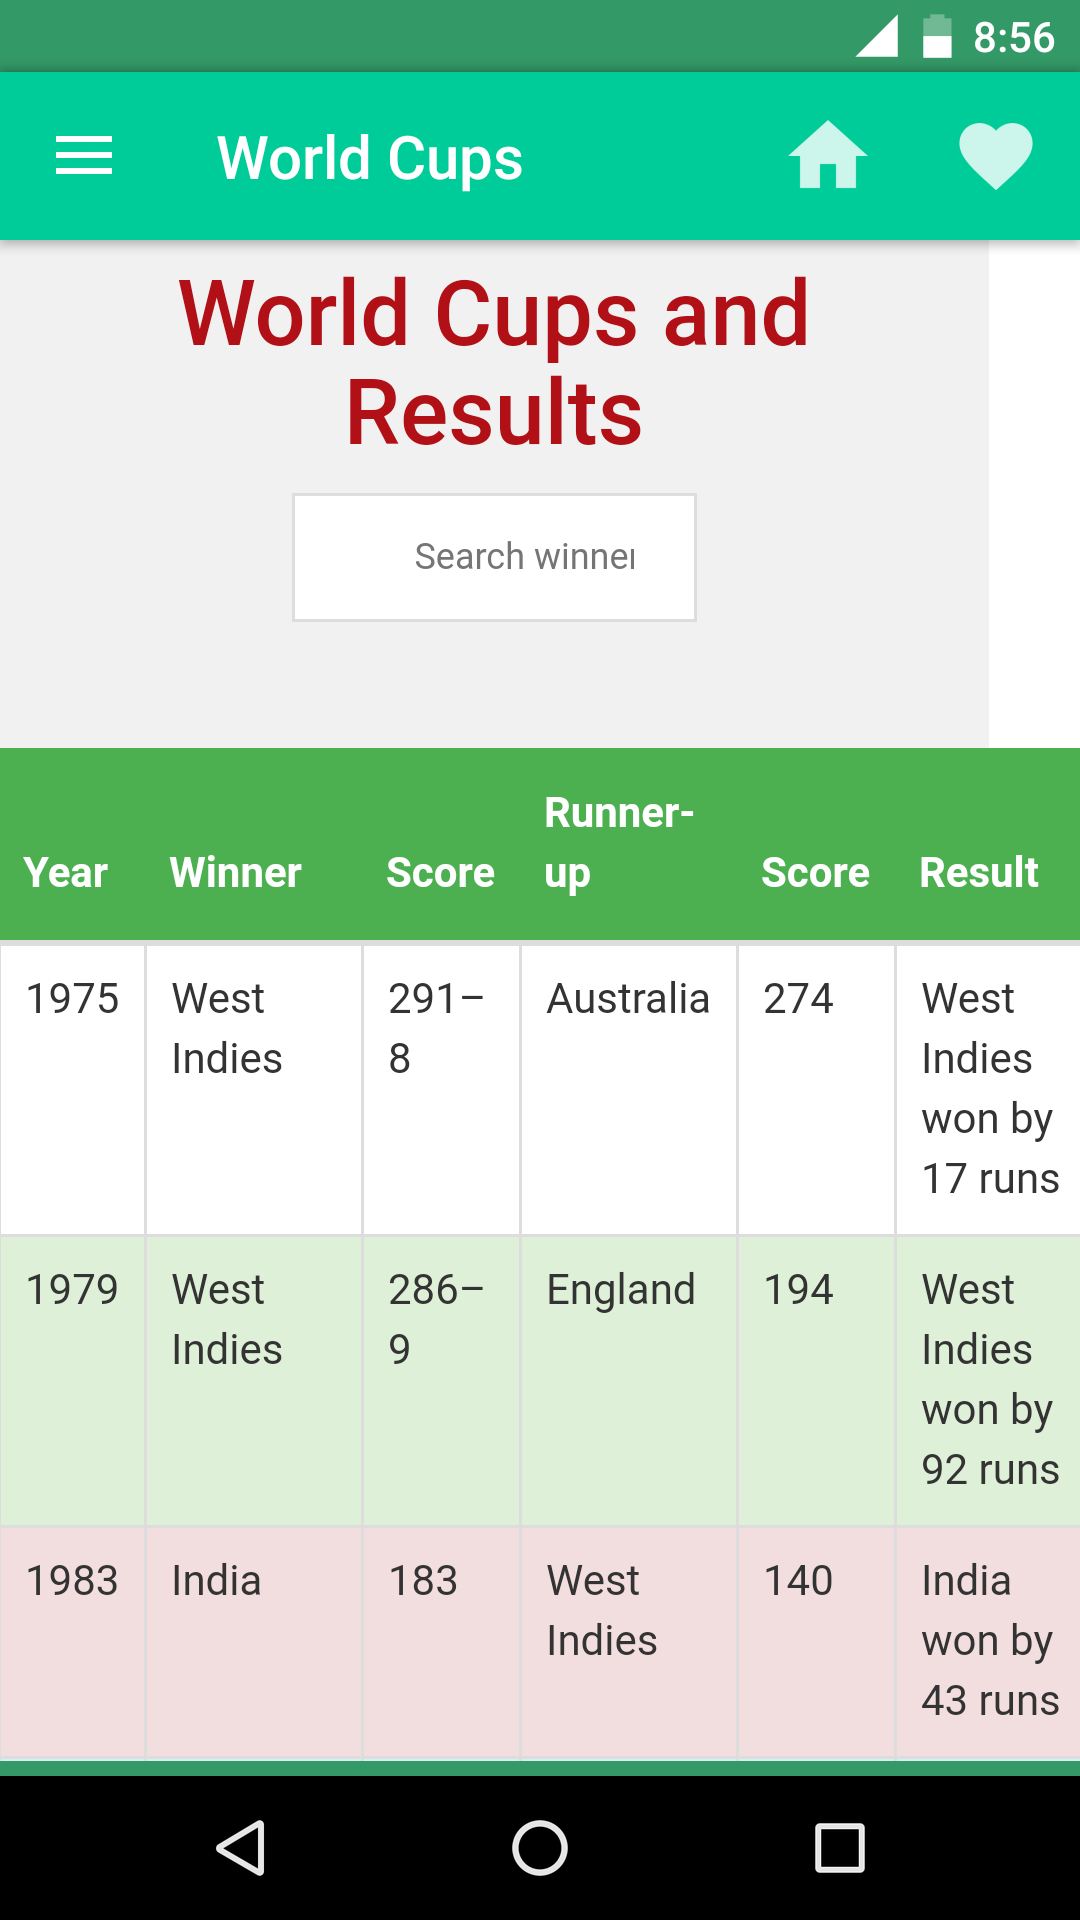 8:56
World Cups
World Cups and
Results
Search winner
Year Winner Score Runner-up Score Result
1975 West Indies 291–8 Australia 274 West Indies won by 17 runs
1979 West Indies 286–9 England 194 West Indies won by 92 runs
1983 India 183 West Indies 140 India won by 43 runs